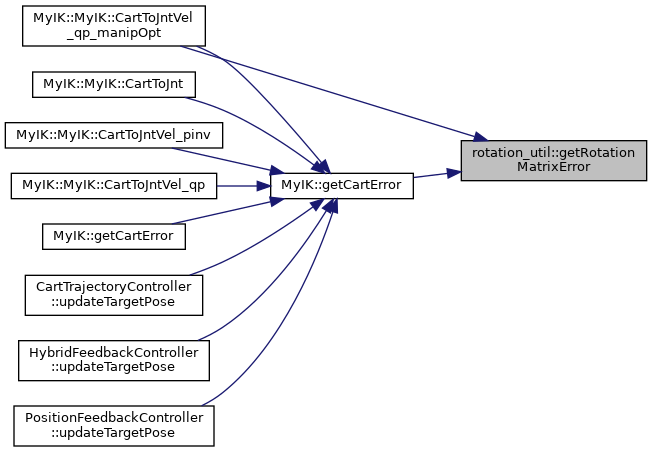 MyIK::MyIK::CartToJntVel
_qp_manipOpt
MyIK::MyIK::CartToJnt
MyIK::MyIK::CartToJntVel_pinv
MyIK::MyIK::CartToJntVel_qp
MyIK::getCartError
CartTrajectoryController
::updateTargetPose
HybridFeedbackController
::updateTargetPose
PositionFeedbackController
::updateTargetPose
MyIK::getCartError
rotation_util::getRotation
MatrixError